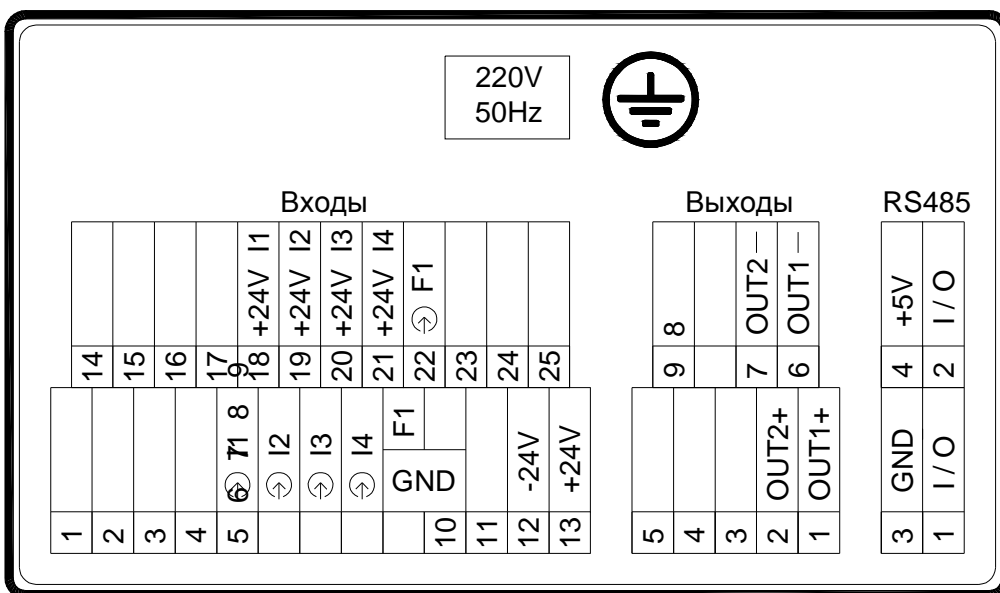 220V
50Hz
Входы
Выходы
RS485
+24V I1
+24V I2
+24V I3
+24V I4
F1
14
15
16
17
9
18
19
20
21
22
23
24
25
8
OUT2 —
OUT1 —
9
7
6
+5V
I / O
4
2
8
I2
I3
I4
F1
GND
-24V
+24V
1
2
3
4
5
10
11
12
13
OUT2+
OUT1+
5
4
3
2
1
GND
I / O
3
1